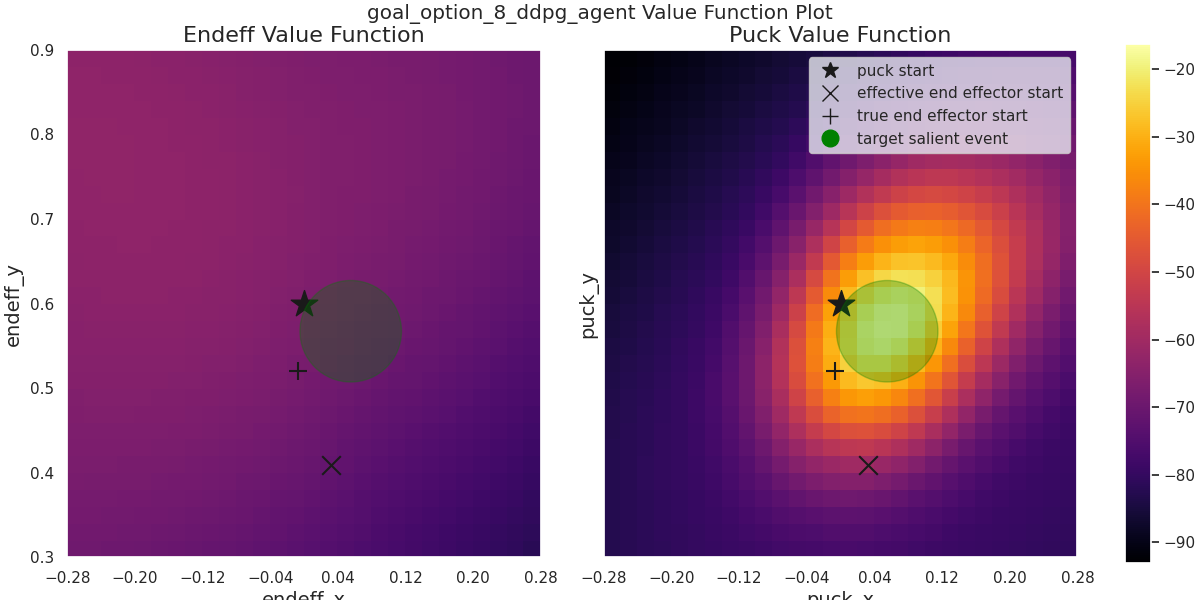 goal_option_8_ddpg_agent Value Function Plot
Endeff Value Function
Puck Value Function
endeff_y
0.9
0.8
0.7
0.6
0.5
0.4
0.3
−0.28
−0.20
−0.12
−0.04
0.04
0.12
0.20
0.28
endeff_x
puck_y
puck start
effective end effector start
true end effector start
target salient event
−0.28
−0.20
−0.12
−0.04
0.04
0.12
0.20
0.28
puck_x
−20
−30
−40
−50
−60
−70
−80
−90